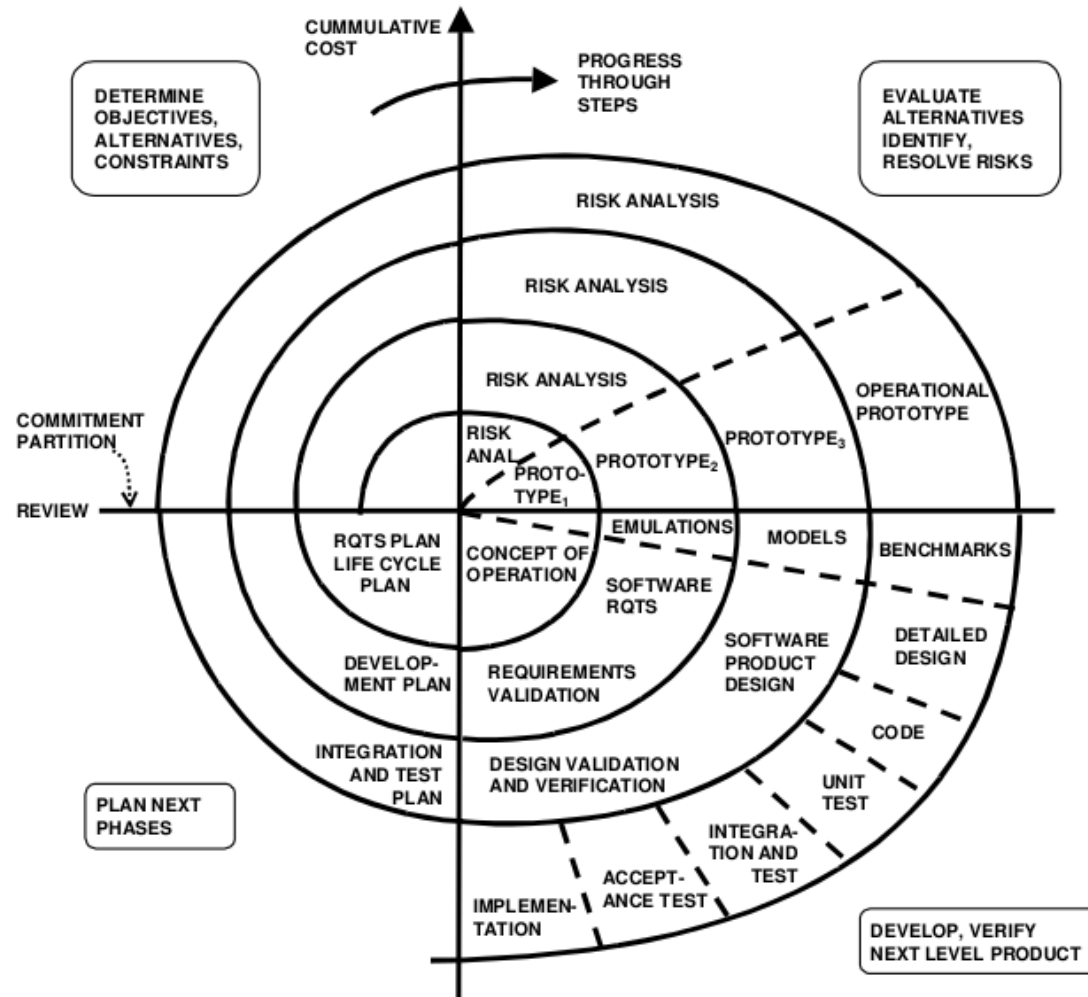 CUMMULATIVE
COST
PROGRESS
THROUGH
STEPS
DETERMINE
OBJECTIVES,
ALTERNATIVES,
CONSTRAINTS
EVALUATE
ALTERNATIVES
IDENTIFY,
RESOLVE RISKS
RISK ANALYSIS
RISK ANALYSIS
RISK ANALYSIS
RISK
ANAL.
OPERATIONAL
PROTOTYPE
PROTOTYPE₃
PROTOTYPE₂
PROTO-
TYPE₁
COMMITMENT
PARTITION
REVIEW
EMULATIONS
MODELS
BENCHMARKS
RQTS PLAN
LIFE CYCLE
PLAN
CONCEPT OF
OPERATION
SOFTWARE
RQTS
SOFTWARE
PRODUCT
DESIGN
DETAILED
DESIGN
DEVELOP-
MENT PLAN
REQUIREMENTS
VALIDATION
CODE
INTEGRATION
AND TEST
PLAN
DESIGN VALIDATION
AND VERIFICATION
UNIT
TEST
PLAN NEXT
PHASES
INTEGRA-
TION AND
TEST
ACCEPT-
ANCE TEST
IMPLEMEN-
TATION
DEVELOP, VERIFY
NEXT LEVEL PRODUCT